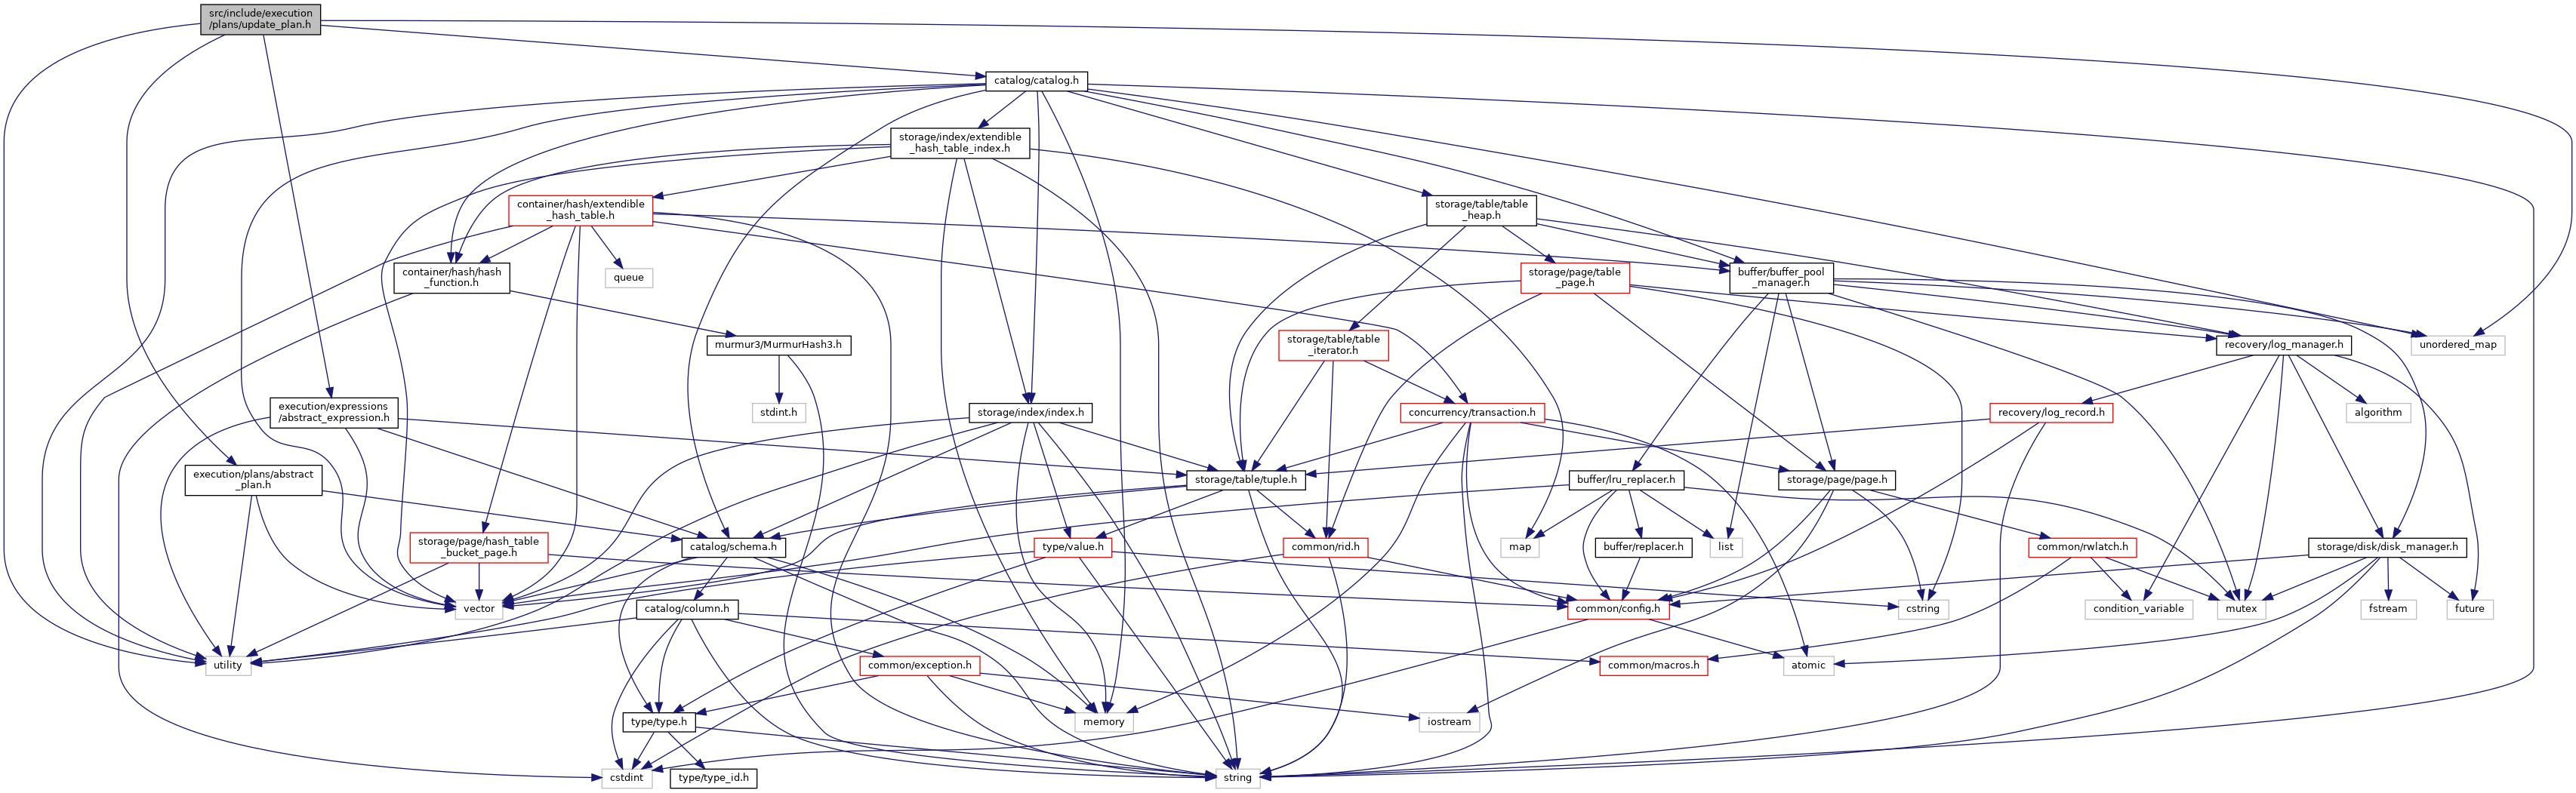 src/include/execution
/plans/update_plan.h
catalog/catalog.h
storage/index/extendible
_hash_table_index.h
container/hash/extendible
_hash_table.h
storage/table/table
_heap.h
container/hash/hash
_function.h
queue
storage/page/table
_page.h
buffer/buffer_pool
_manager.h
murmur3/MurmurHash3.h
storage/table/table
_iterator.h
recovery/log_manager.h
unordered_map
execution/expressions
/abstract_expression.h
stdint.h
storage/index/index.h
concurrency/transaction.h
recovery/log_record.h
algorithm
execution/plans/abstract
_plan.h
storage/table/tuple.h
buffer/lru_replacer.h
storage/page/page.h
storage/page/hash_table
_bucket_page.h
catalog/schema.h
type/value.h
common/rid.h
map
buffer/replacer.h
list
common/rwlatch.h
storage/disk/disk_manager.h
vector
catalog/column.h
common/config.h
cstring
condition_variable
mutex
fstream
future
utility
common/exception.h
common/macros.h
atomic
type/type.h
memory
iostream
cstdint
type/type_id.h
string